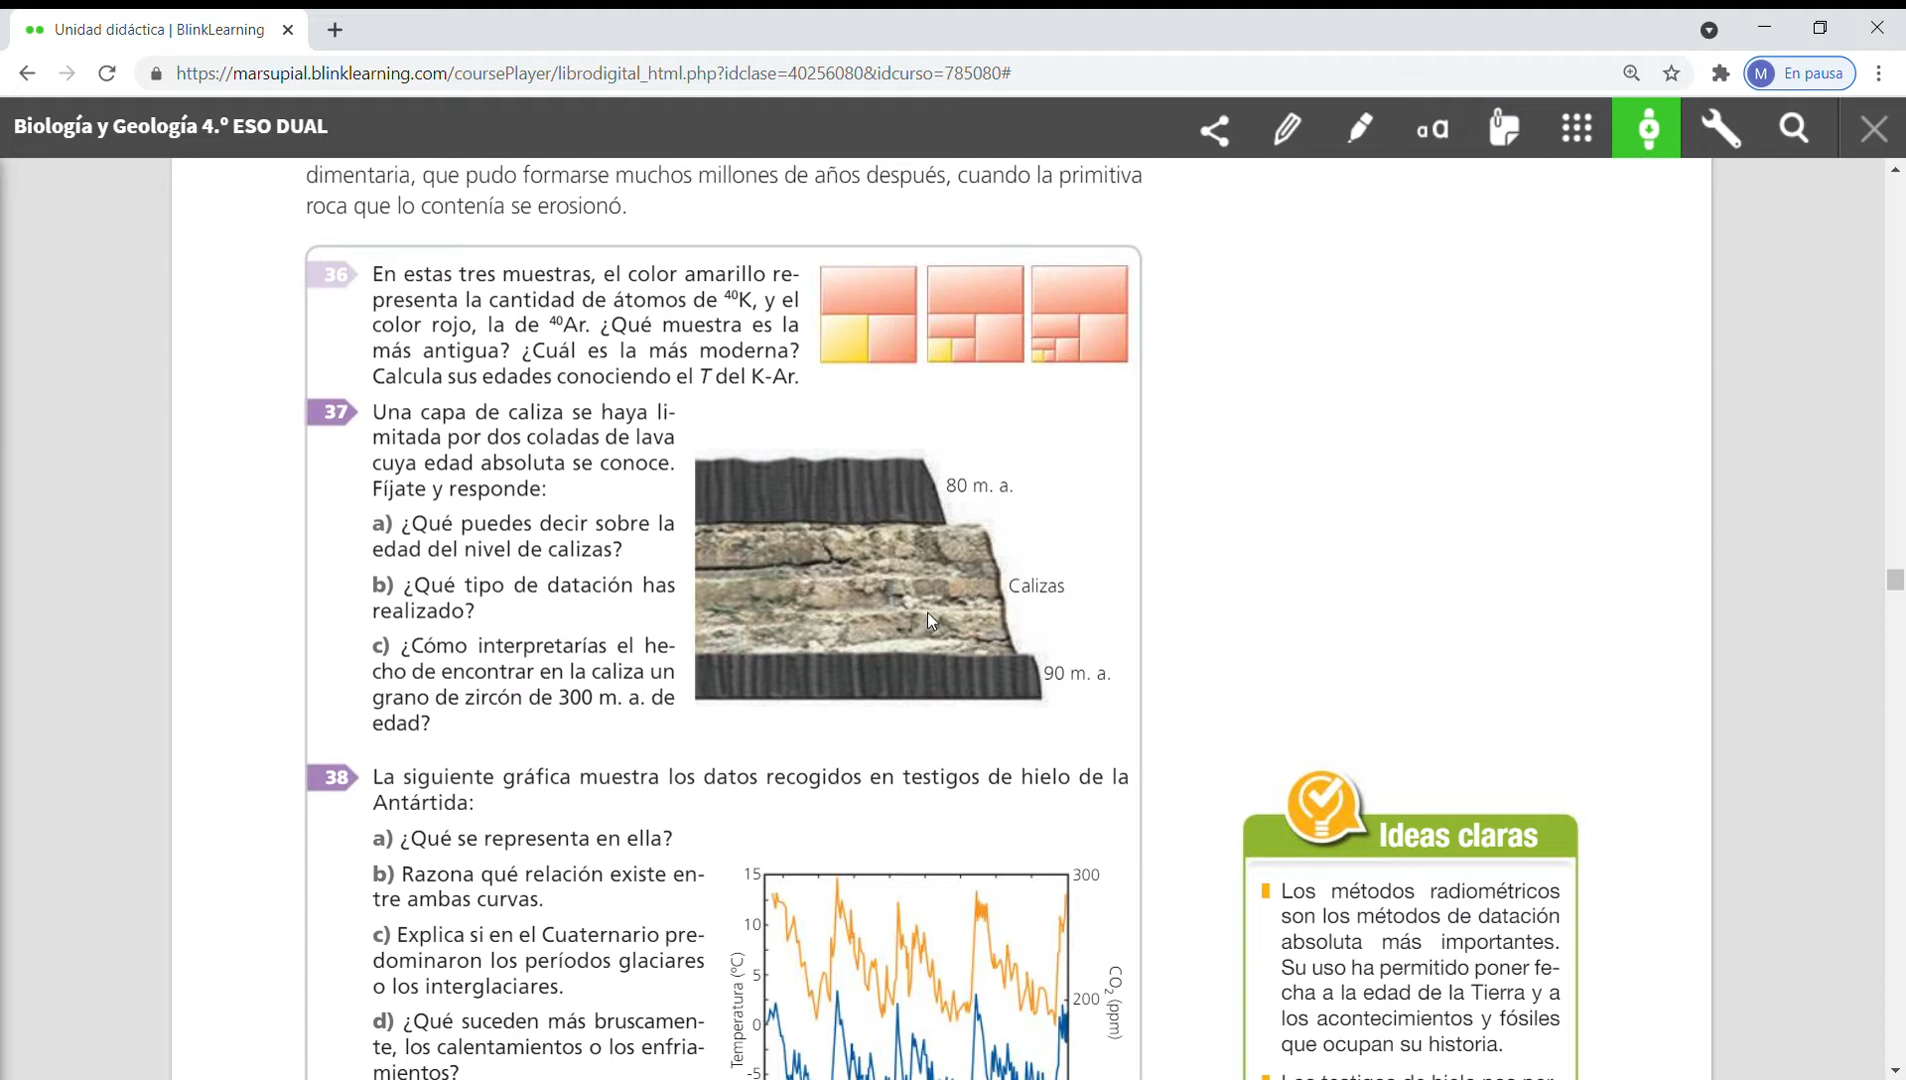 Unidad didáctica | BlinkLearning
https://marsupial.blinklearning.com/coursePlayer/librodigital_html.php?idclase=40256080&idcurso=785080#
M En pausa
Biología y Geología 4.º ESO DUAL
aa
dimentaria, que pudo formarse muchos millones de años después, cuando la primitiva
roca que lo contenía se erosionó.
36 En estas tres muestras, el color amarillo re-
presenta la cantidad de átomos de ⁴⁰K, y el
color rojo, la de ⁴⁰Ar. ¿Qué muestra es la
más antigua? ¿Cuál es la más moderna?
Calcula sus edades conociendo el T del K-Ar.
37 Una capa de caliza se haya li-
mitada por dos coladas de lava
cuya edad absoluta se conoce.
Fíjate y responde:
a) ¿Qué puedes decir sobre la
edad del nivel de calizas?
b) ¿Qué tipo de datación has
realizado?
c) ¿Cómo interpretarías el he-
cho de encontrar en la caliza un
grano de zircón de 300 m. a. de
edad?
80 m. a.
Calizas
90 m. a.
38 La siguiente gráfica muestra los datos recogidos en testigos de hielo de la
Antártida:
a) ¿Qué se representa en ella?
b) Razona qué relación existe en-
tre ambas curvas.
c) Explica si en el Cuaternario pre-
dominaron los períodos glaciares
o los interglaciares.
d) ¿Qué suceden más bruscamen-
te, los calentamientos o los enfria-
mientos?
15
10
5
0
-5
Temperatura (ºC)
300
200
CO₂ (ppm)
Ideas claras
Los métodos radiométricos
son los métodos de datación
absoluta más importantes.
Su uso ha permitido poner fe-
cha a la edad de la Tierra y a
los acontecimientos y fósiles
que ocupan su historia.